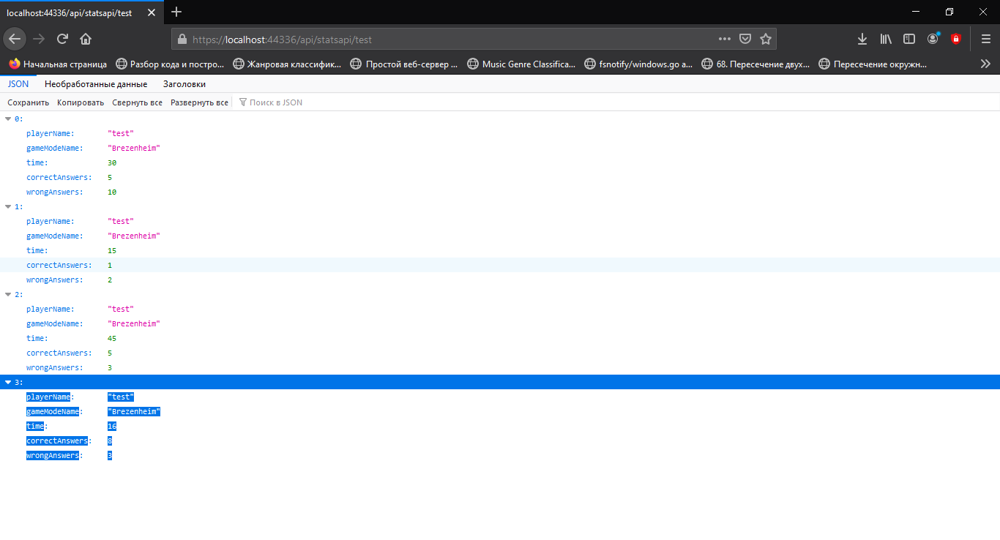 localhost:44336/api/statsapi/test
https://localhost:44336/api/statsapi/test
Начальная страница Разбор кода и постро... Жанровая классифик... Простой веб-сервер ... Music Genre Classifica... fsnotify/windows.go a... 68. Пересечение двух... Пересечение окружн...
JSON Необработанные данные Заголовки
Сохранить Копировать Свернуть все Развернуть все Поиск в JSON
0:
playerName: "test"
gameModeName: "Brezenheim"
time: 30
correctAnswers: 5
wrongAnswers: 10
1:
playerName: "test"
gameModeName: "Brezenheim"
time: 15
correctAnswers: 1
wrongAnswers: 2
2:
playerName: "test"
gameModeName: "Brezenheim"
time: 45
correctAnswers: 5
wrongAnswers: 3
3:
playerName: "test"
gameModeName: "Brezenheim"
time: 16
correctAnswers: 8
wrongAnswers: 3